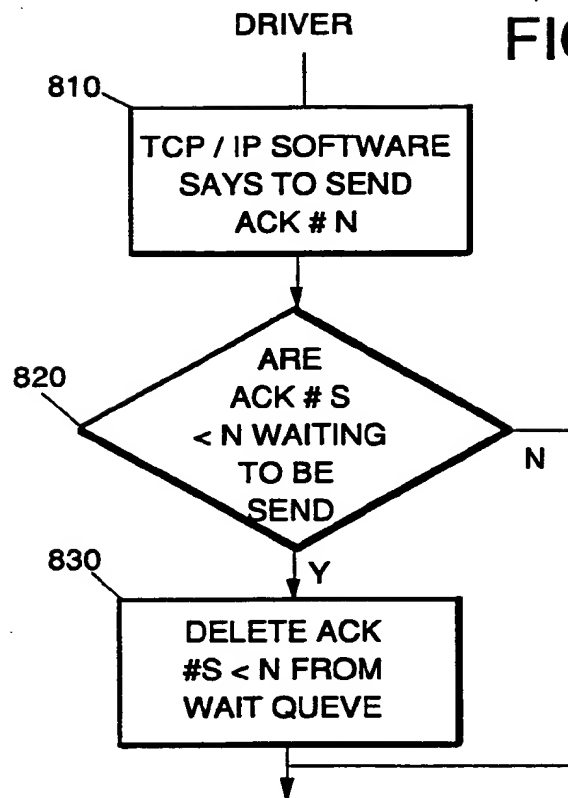 DRIVER
FIG
810
TCP / IP SOFTWARE
SAYS TO SEND
ACK # N
820
ARE
ACK # S
< N WAITING
TO BE
SEND
N
Y
830
DELETE ACK
#S < N FROM
WAIT QUEVE